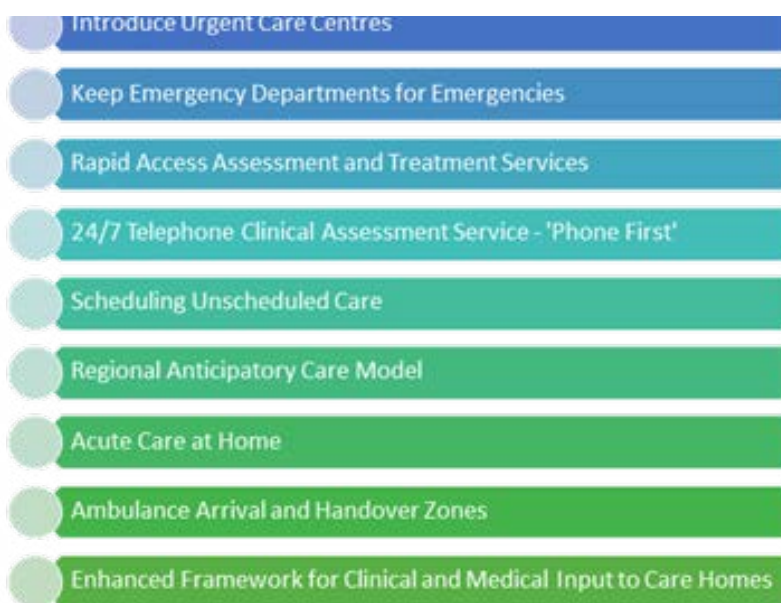 Introduce Urgent Care Centres
Keep Emergency Departments for Emergencies
Rapid Access Assessment and Treatment Services
24/7 Telephone Clinical Assessment Service - 'Phone First'
Scheduling Unscheduled Care
Regional Anticipatory Care Model
Acute Care at Home
Ambulance Arrival and Handover Zones
Enhanced Framework for Clinical and Medical Input to Care Homes